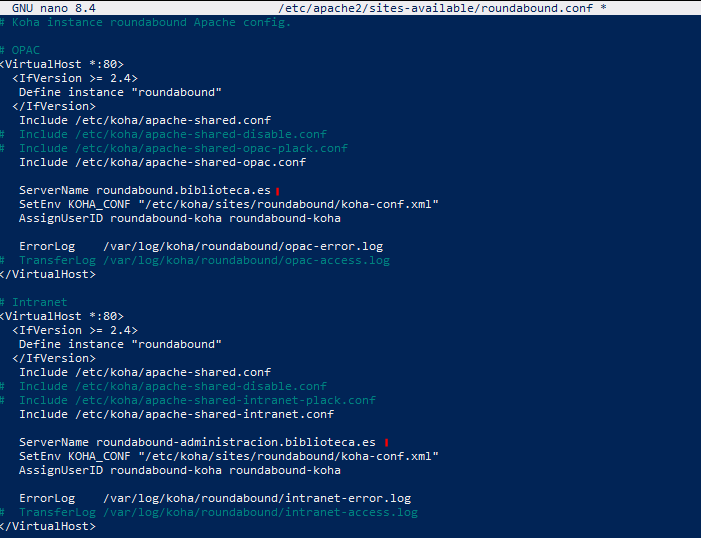 GNU nano 8.4 /etc/apache2/sites-available/roundabound.conf *
# Koha instance roundabound Apache config.
# OPAC
<VirtualHost *:80>
<IfVersion >= 2.4>
Define instance "roundabound"
</IfVersion>
Include /etc/koha/apache-shared.conf
# Include /etc/koha/apache-shared-disable.conf
# Include /etc/koha/apache-shared-opac-plack.conf
Include /etc/koha/apache-shared-opac.conf
ServerName roundabound.biblioteca.es
SetEnv KOHA_CONF "/etc/koha/sites/roundabound/koha-conf.xml"
AssignUserID roundabound-koha roundabound-koha
ErrorLog /var/log/koha/roundabound/opac-error.log
# TransferLog /var/log/koha/roundabound/opac-access.log
</VirtualHost>
# Intranet
<VirtualHost *:80>
<IfVersion >= 2.4>
Define instance "roundabound"
</IfVersion>
Include /etc/koha/apache-shared.conf
# Include /etc/koha/apache-shared-disable.conf
# Include /etc/koha/apache-shared-intranet-plack.conf
Include /etc/koha/apache-shared-intranet.conf
ServerName roundabound-administracion.biblioteca.es
SetEnv KOHA_CONF "/etc/koha/sites/roundabound/koha-conf.xml"
AssignUserID roundabound-koha roundabound-koha
ErrorLog /var/log/koha/roundabound/intranet-error.log
# TransferLog /var/log/koha/roundabound/intranet-access.log
</VirtualHost>